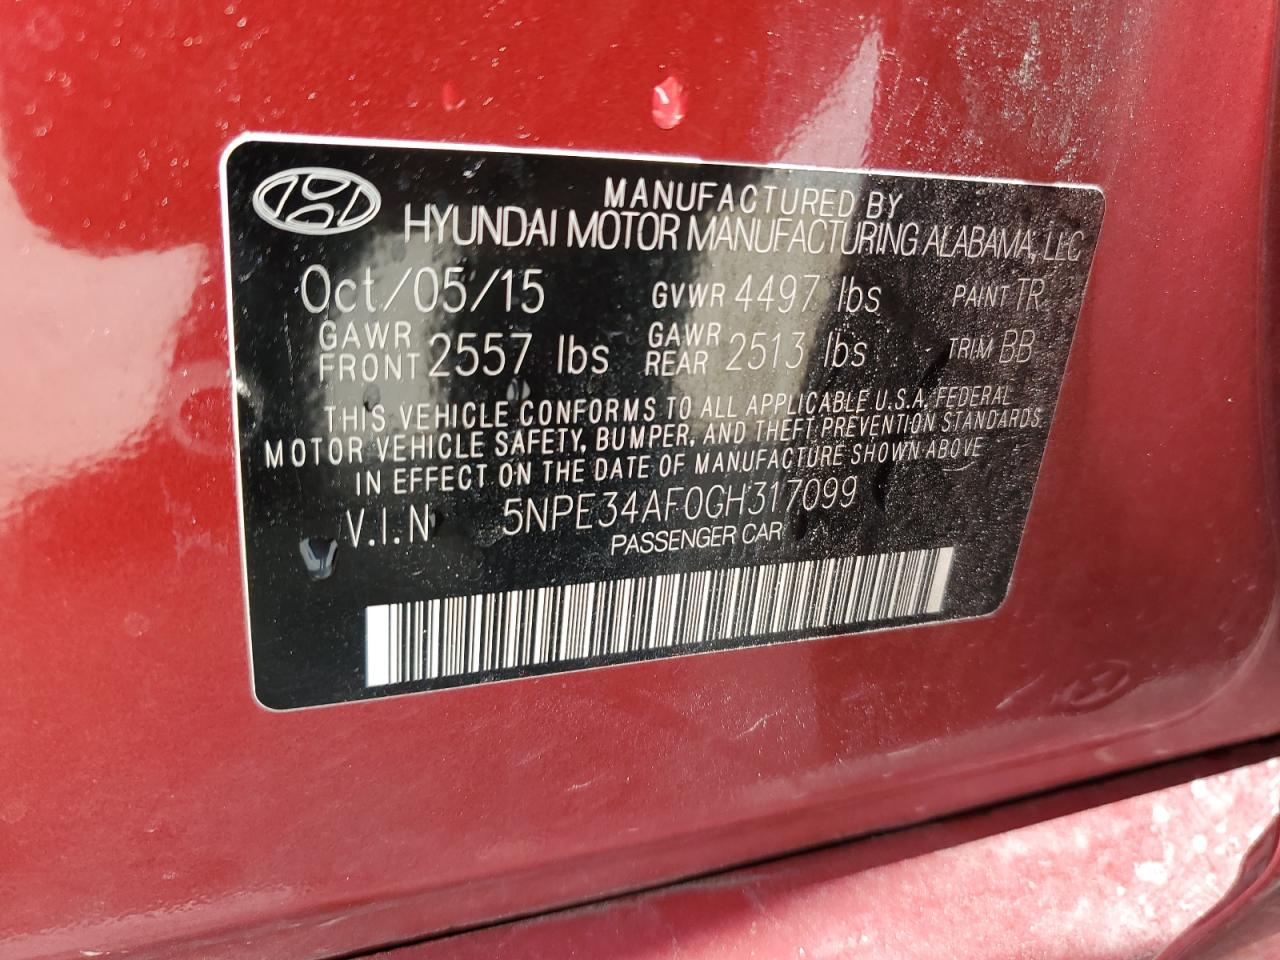 MANUFACTURED BY
HYUNDAI MOTOR MANUFACTURING ALABAMA, LLC
Oct/05/15 GVWR 4497 lbs PAINT TR
GAWR FRONT 2557 lbs GAWR REAR 2513 lbs TRIM BB
THIS VEHICLE CONFORMS TO ALL APPLICABLE U.S.A. FEDERAL
MOTOR VEHICLE SAFETY, BUMPER, AND THEFT PREVENTION STANDARDS
IN EFFECT ON THE DATE OF MANUFACTURE SHOWN ABOVE
V.I.N 5NPE34AF0GH317099
PASSENGER CAR